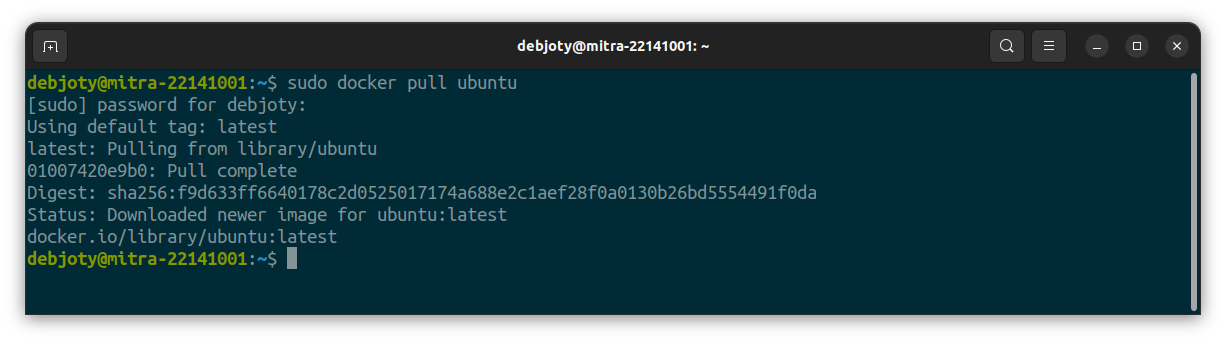 debjoty@mitra-22141001: ~
debjoty@mitra-22141001:~$ sudo docker pull ubuntu
[sudo] password for debjoty:
Using default tag: latest
latest: Pulling from library/ubuntu
01007420e9b0: Pull complete
Digest: sha256:f9d633ff6640178c2d0525017174a688e2c1aef28f0a0130b26bd5554491f0da
Status: Downloaded newer image for ubuntu:latest
docker.io/library/ubuntu:latest
debjoty@mitra-22141001:~$